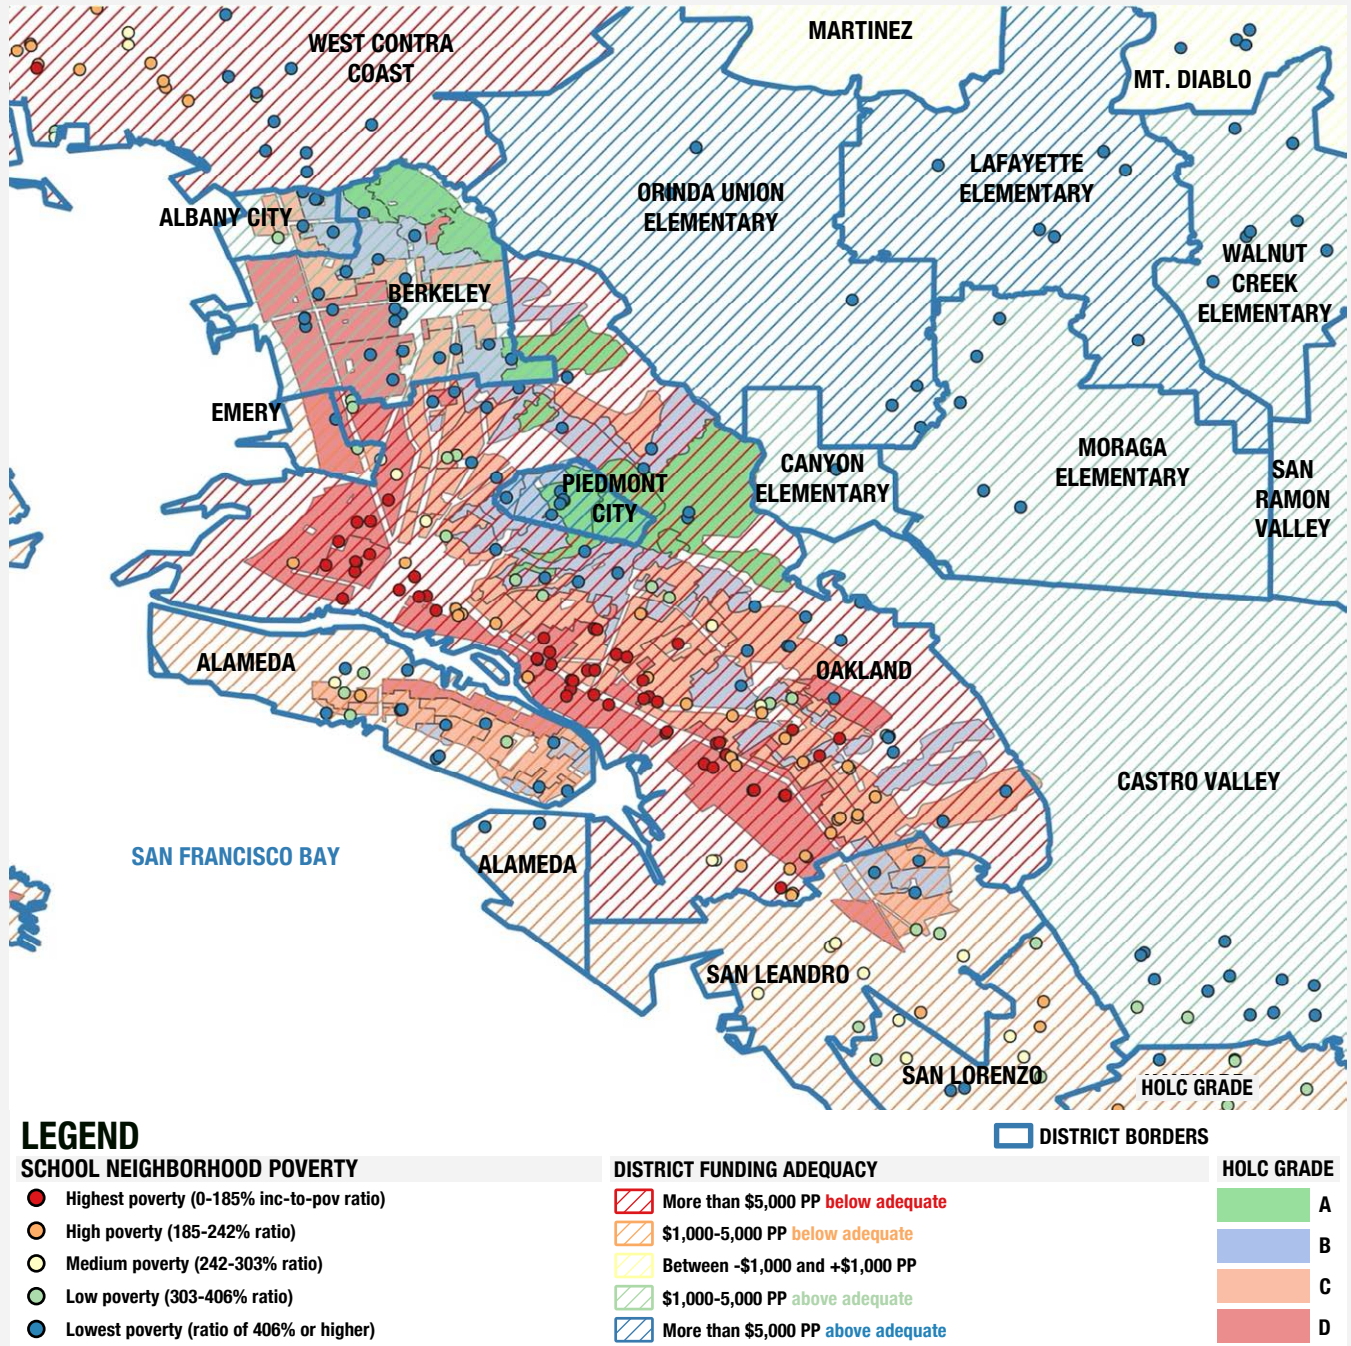 MARTINEZ
WEST CONTRA
COAST
MT. DIABLO
LAFAYETTE
ELEMENTARY
ORINDA UNION
ELEMENTARY
ALBANY CITY
WALNUT
CREEK
ELEMENTARY
BERKELEY
EMERY
MORAGA
ELEMENTARY
CANYON
ELEMENTARY
SAN
RAMON
VALLEY
PIEDMONT
CITY
ALAMEDA
OAKLAND
CASTRO VALLEY
SAN FRANCISCO BAY
ALAMEDA
SAN LEANDRO
SAN LORENZO
HOLC GRADE
LEGEND
DISTRICT BORDERS
SCHOOL NEIGHBORHOOD POVERTY
Highest poverty (0-185% inc-to-pov ratio)
High poverty (185-242% ratio)
Medium poverty (242-303% ratio)
Low poverty (303-406% ratio)
Lowest poverty (ratio of 406% or higher)
DISTRICT FUNDING ADEQUACY
More than $5,000 PP below adequate
$1,000-5,000 PP below adequate
Between -$1,000 and +$1,000 PP
$1,000-5,000 PP above adequate
More than $5,000 PP above adequate
HOLC GRADE
A
B
C
D